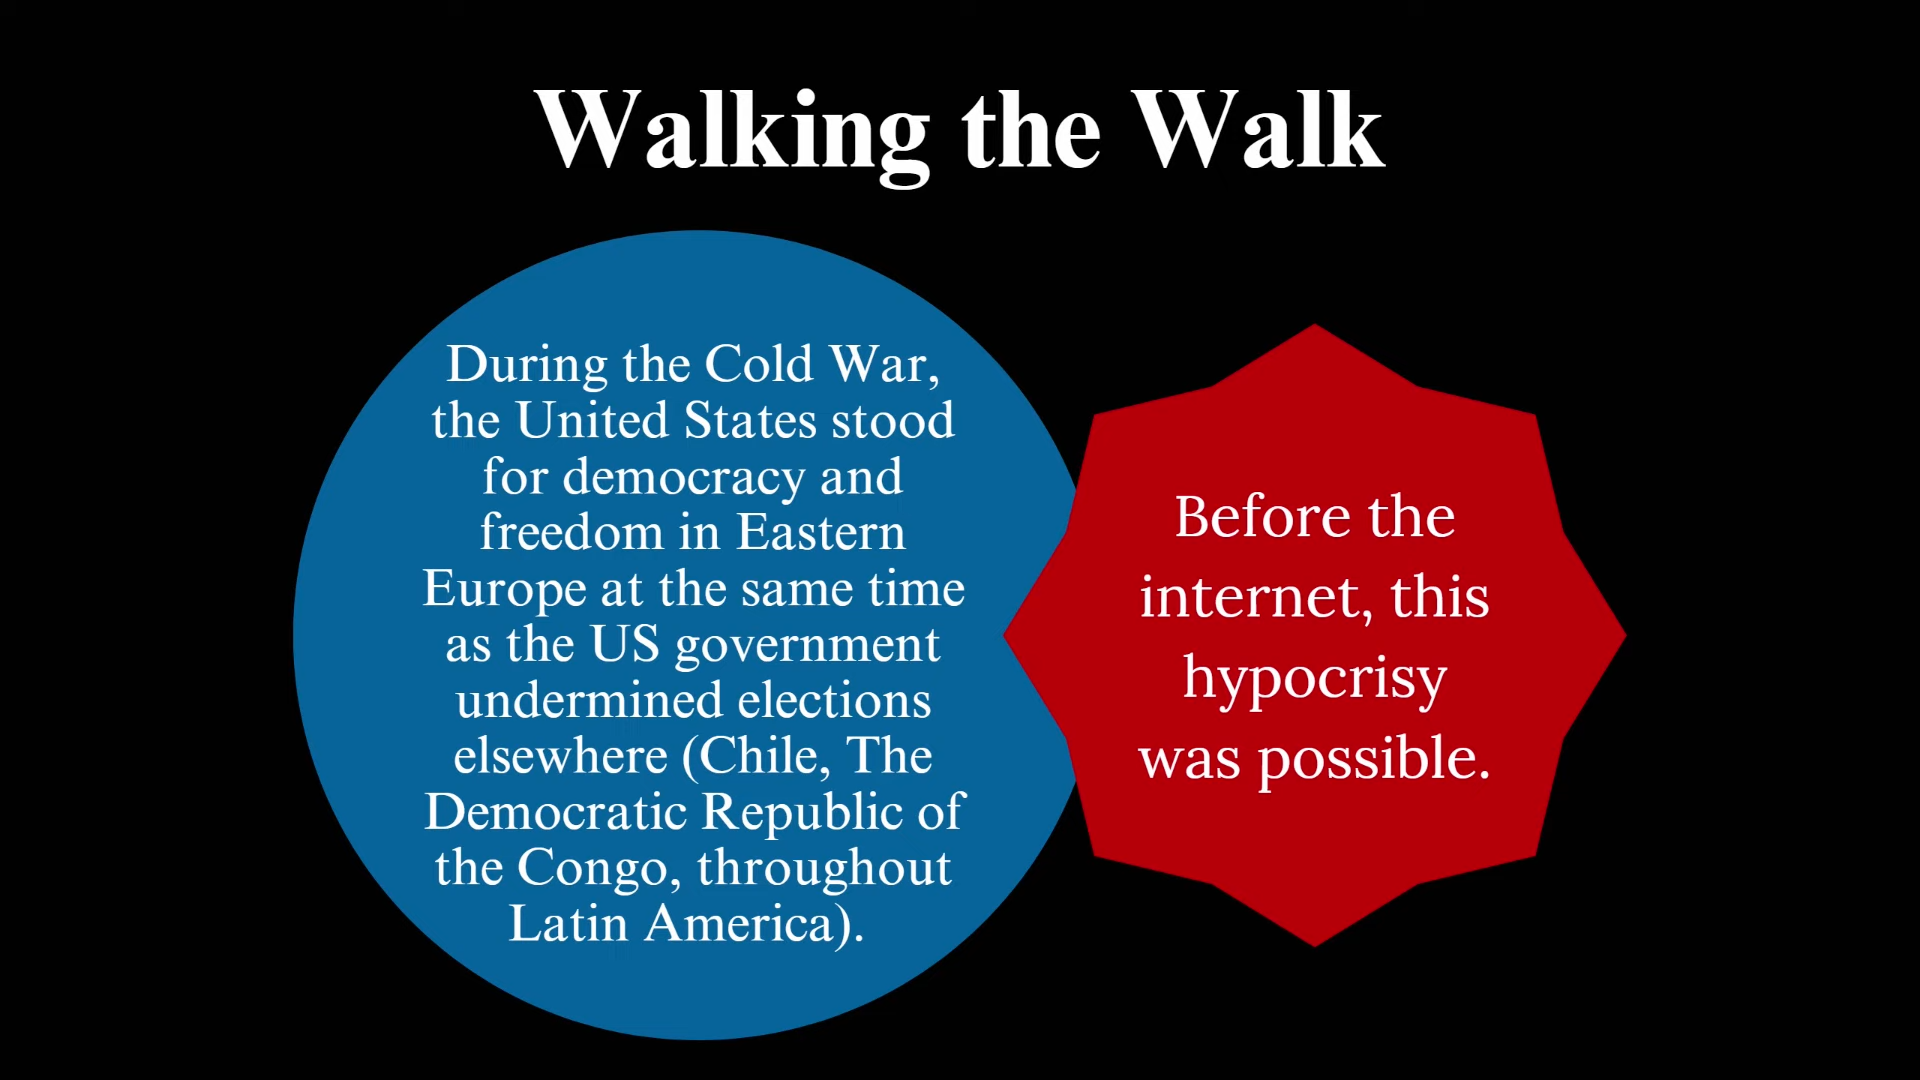 Walking the Walk
During the Cold War,
the United States stood
for democracy and
freedom in Eastern
Europe at the same time
as the US government
undermined elections
elsewhere (Chile, The
Democratic Republic of
the Congo, throughout
Latin America).
Before the
internet, this
hypocrisy
was possible.